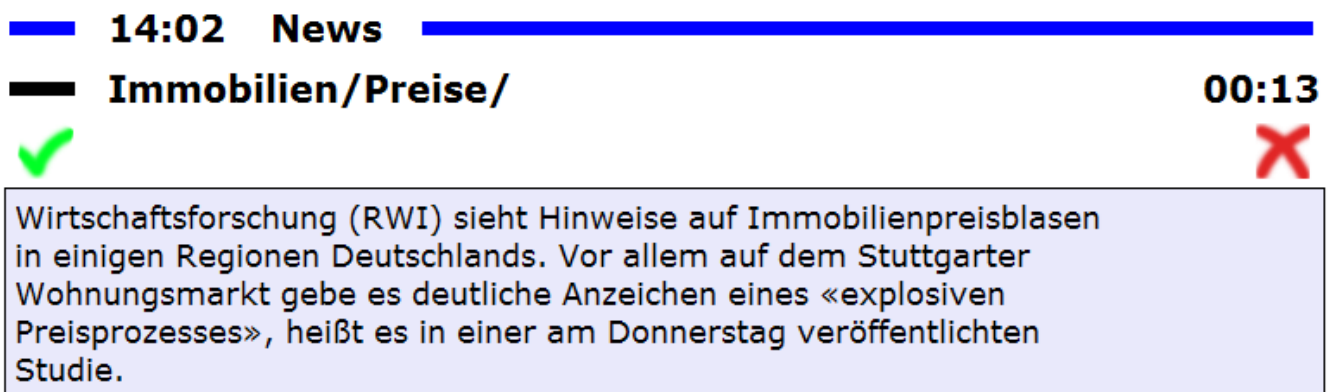 14:02 News
Immobilien/Preise/ 00:13
Wirtschaftsforschung (RWI) sieht Hinweise auf Immobilienpreisblasen
in einigen Regionen Deutschlands. Vor allem auf dem Stuttgarter
Wohnungsmarkt gebe es deutliche Anzeichen eines «explosiven
Preisprozesses», heißt es in einer am Donnerstag veröffentlichten
Studie.